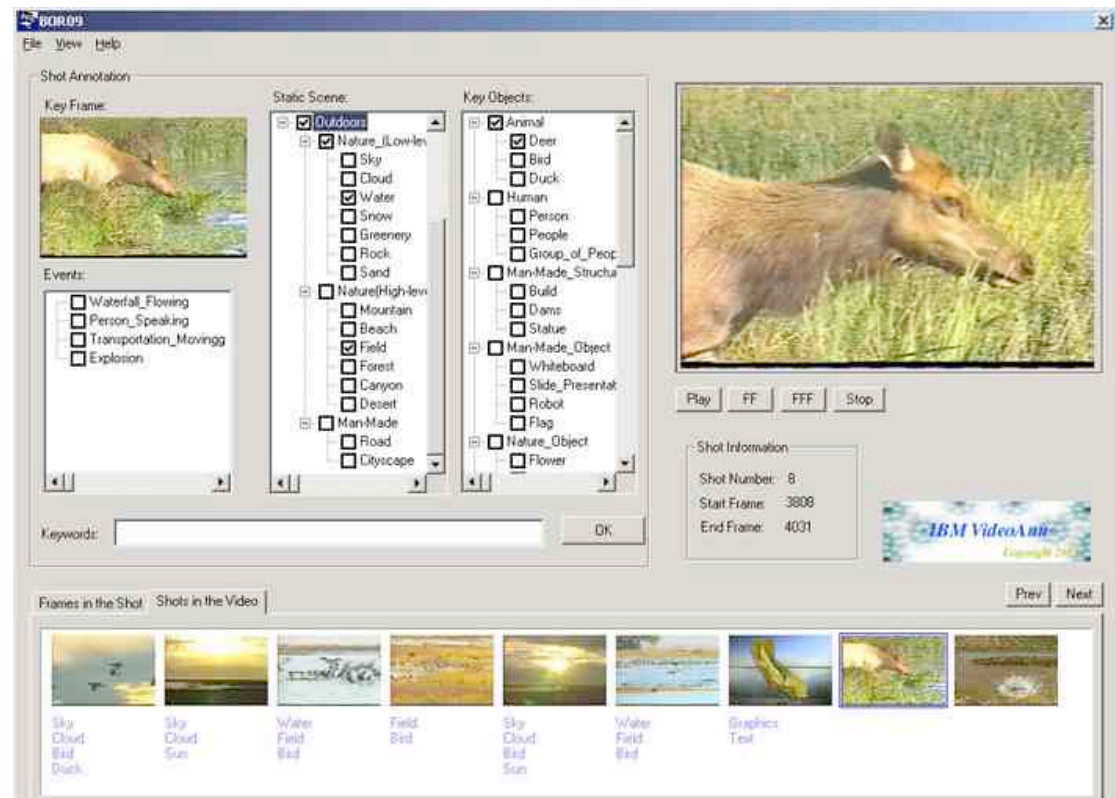 BOR09
File View Help
Shot Annotation
Key Frame:
Events:
Waterfall_Flowing
Person_Speaking
Transportation_Movingg
Explosion
Static Scene:
Outdoors
Nature_(Low-lev
Sky
Cloud
Water
Snow
Greenery
Rock
Sand
Nature(High-leve
Mountain
Beach
Field
Forest
Canyon
Desert
Man-Made
Road
Cityscape
Key Objects:
Animal
Deer
Bird
Duck
Human
Person
People
Group_of_Peop
Man-Made_Structu
Build
Dams
Statue
Man-Made_Object
Whiteboard
Slide_Presentat
Robot
Flag
Nature_Object
Flower
Keywords:
OK
Play FF FFF Stop
Shot Information
Shot Number: 8
Start Frame: 3808
End Frame: 4031
IBM VideoAnn
Copyright
Frames in the Shot Shots in the Video
Prev Next
Sky
Cloud
Bird
Duck
Sky
Cloud
Sun
Water
Field
Bird
Field
Bird
Sky
Cloud
Bird
Sun
Water
Field
Bird
Graphics
Text